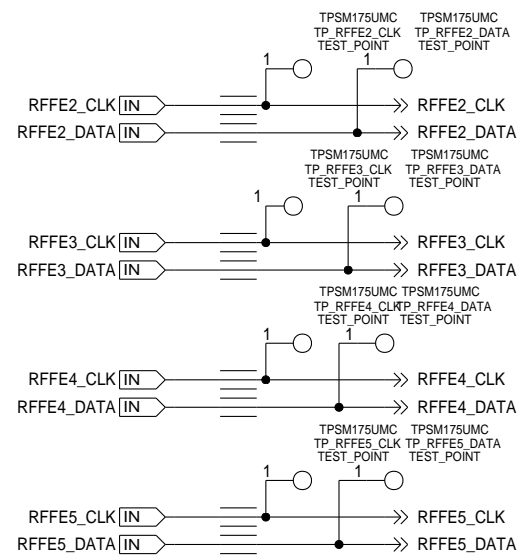 TPSM175UMC TPSM175UMC
TP_RFFE2_CLK TP_RFFE2_DATA
TEST_POINT TEST_POINT
1 1
RFFE2_CLK IN RFFE2_CLK
RFFE2_DATA IN RFFE2_DATA
TPSM175UMC TPSM175UMC
TP_RFFE3_CLK TP_RFFE3_DATA
TEST_POINT TEST_POINT
1 1
RFFE3_CLK IN RFFE3_CLK
RFFE3_DATA IN RFFE3_DATA
TPSM175UMC TPSM175UMC
TP_RFFE4_CLK TP_RFFE4_DATA
TEST_POINT TEST_POINT
1 1
RFFE4_CLK IN RFFE4_CLK
RFFE4_DATA IN RFFE4_DATA
TPSM175UMC TPSM175UMC
TP_RFFE5_CLK TP_RFFE5_DATA
TEST_POINT TEST_POINT
1 1
RFFE5_CLK IN RFFE5_CLK
RFFE5_DATA IN RFFE5_DATA